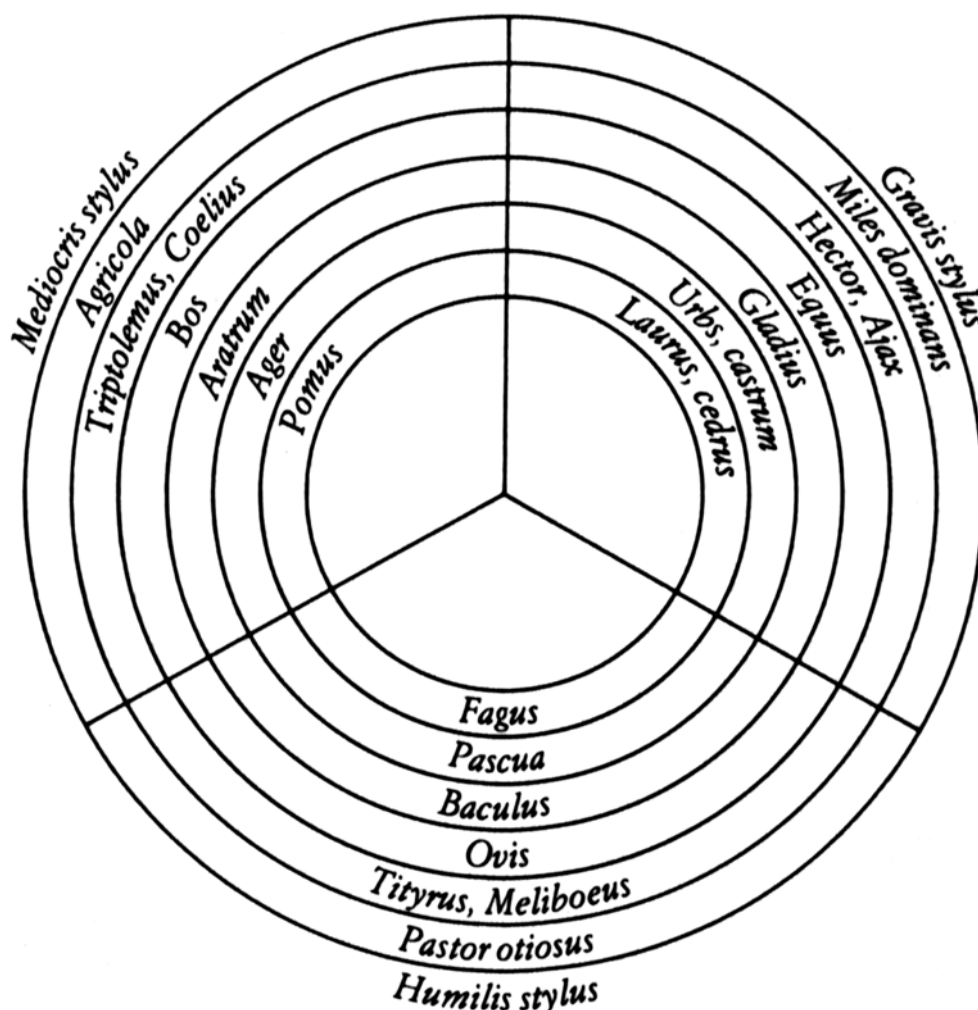 Mediocris stylus
Agricola
Triptolemus, Coelius
Bos
Aratrum
Ager
Pomus
Gravis stylus
Miles dominans
Hector, Ajax
Equus
Gladius
Urbs, castrum
Laurus, cedrus
Fagus
Pascua
Baculus
Ovis
Tityrus, Meliboeus
Pastor otiosus
Humilis stylus